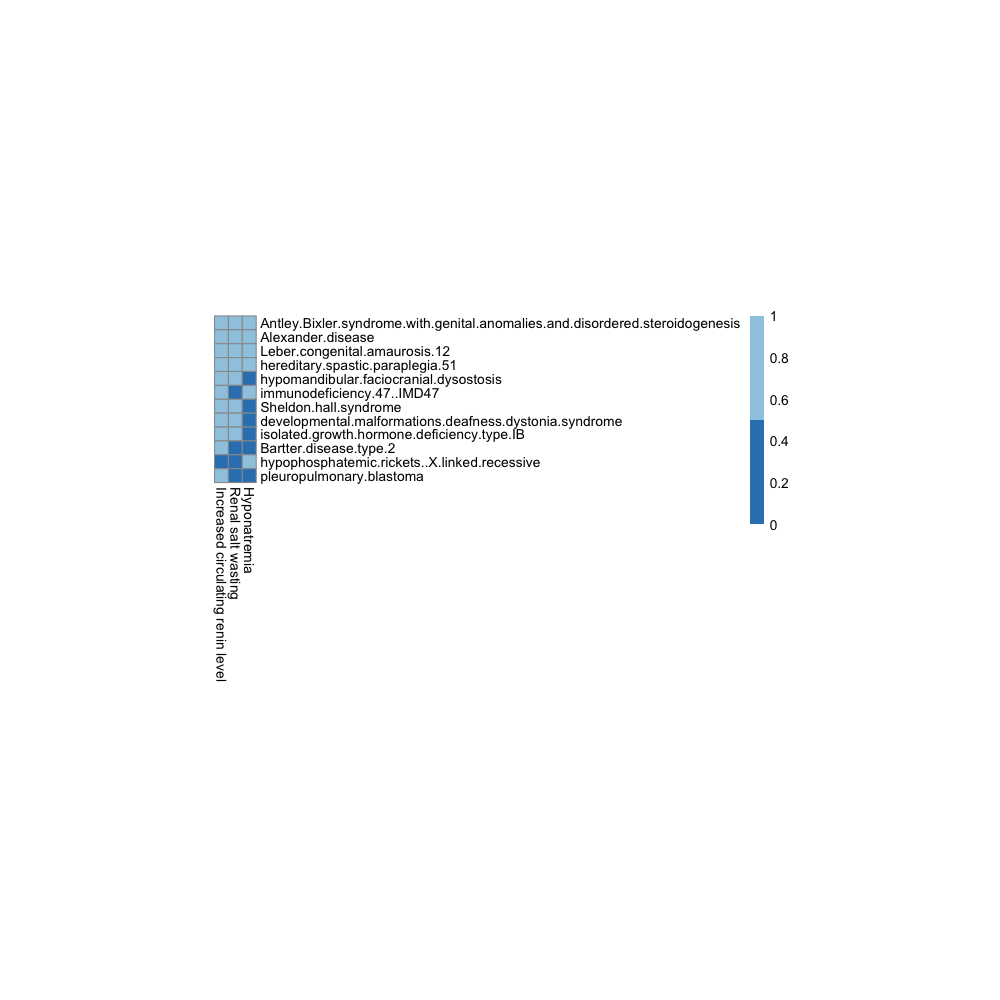 Antley.Bixler.syndrome.with.genital.anomalies.and.disordered.steroidogenesis
Alexander.disease
Leber.congenital.amaurosis.12
hereditary.spastic.paraplegia.51
hypomandibular.faciocranial.dysostosis
immunodeficiency.47..IMD47
Sheldon.hall.syndrome
developmental.malformations.deafness.dystonia.syndrome
isolated.growth.hormone.deficiency.type.IB
Bartter.disease.type.2
hypophosphatemic.rickets..X.linked.recessive
pleuropulmonary.blastoma
Increased circulating renin level
Renal salt wasting
Hyponatremia
1
0.8
0.6
0.4
0.2
0